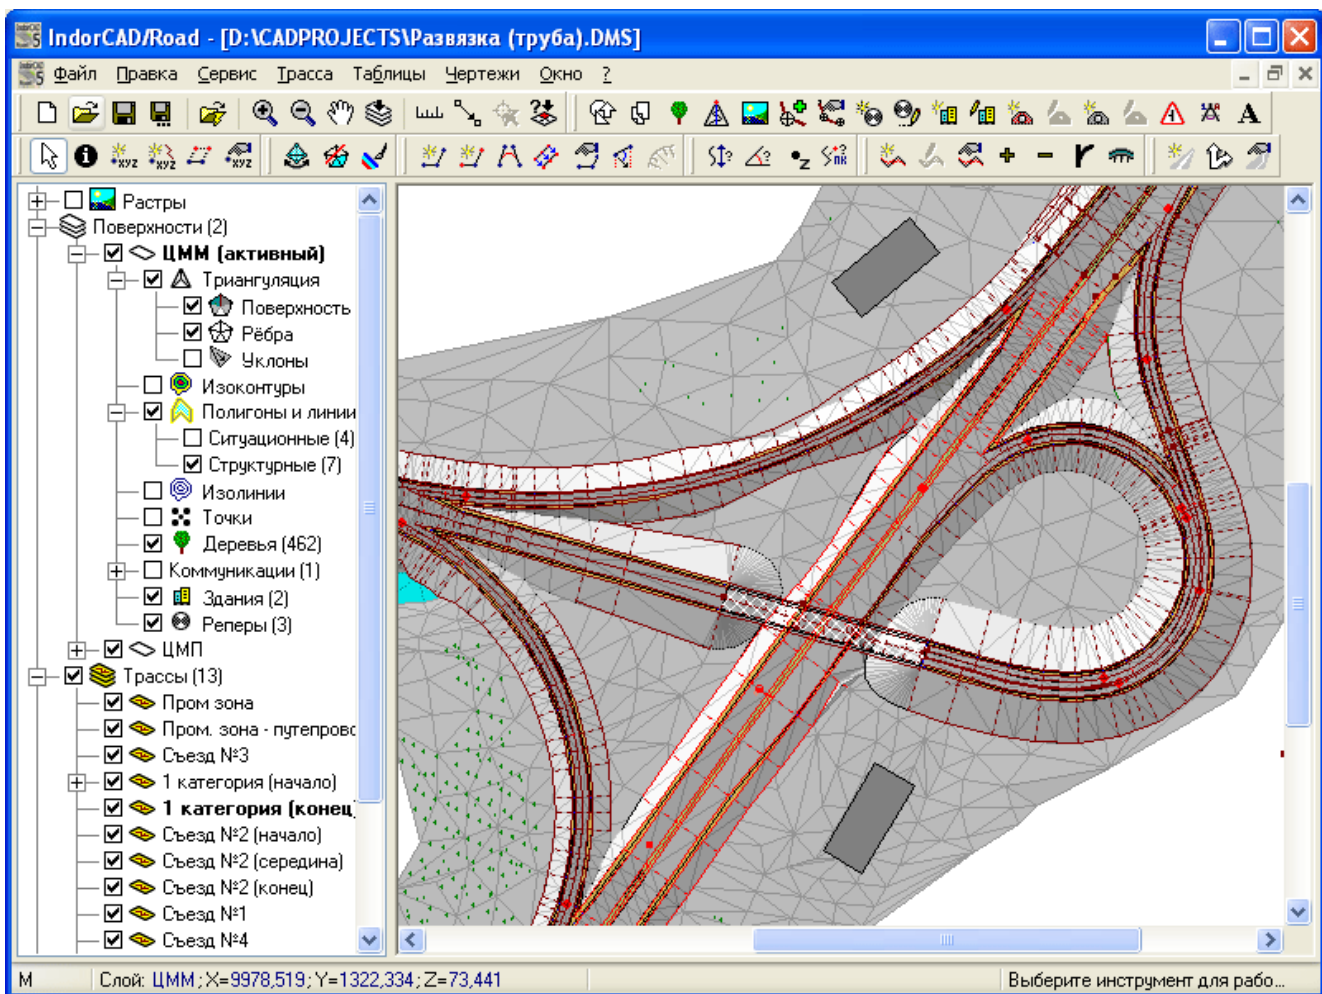 IndorCAD/Road - [D:\CADPROJECTS\Развязка (труба).DMS]
Файл Правка Сервис Трасса Таблицы Чертежи Окно ?
Растры
Поверхности (2)
ЦММ (активный)
Триангуляция
Поверхность
Рёбра
Уклоны
Изоконтуры
Полигоны и линии
Ситуационные (4)
Структурные (7)
Изолинии
Точки
Деревья (462)
Коммуникации (1)
Здания (2)
Реперы (3)
ЦМП
Трассы (13)
Пром зона
Пром. зона - путепровс
Съезд №3
1 категория (начало)
1 категория (конец
Съезд №2 (начало)
Съезд №2 (середина)
Съезд №2 (конец)
Съезд №1
Съезд №4
М Слой: ЦММ; X=9978,519; Y=1322,334; Z=73,441 Выберите инструмент для рабо...